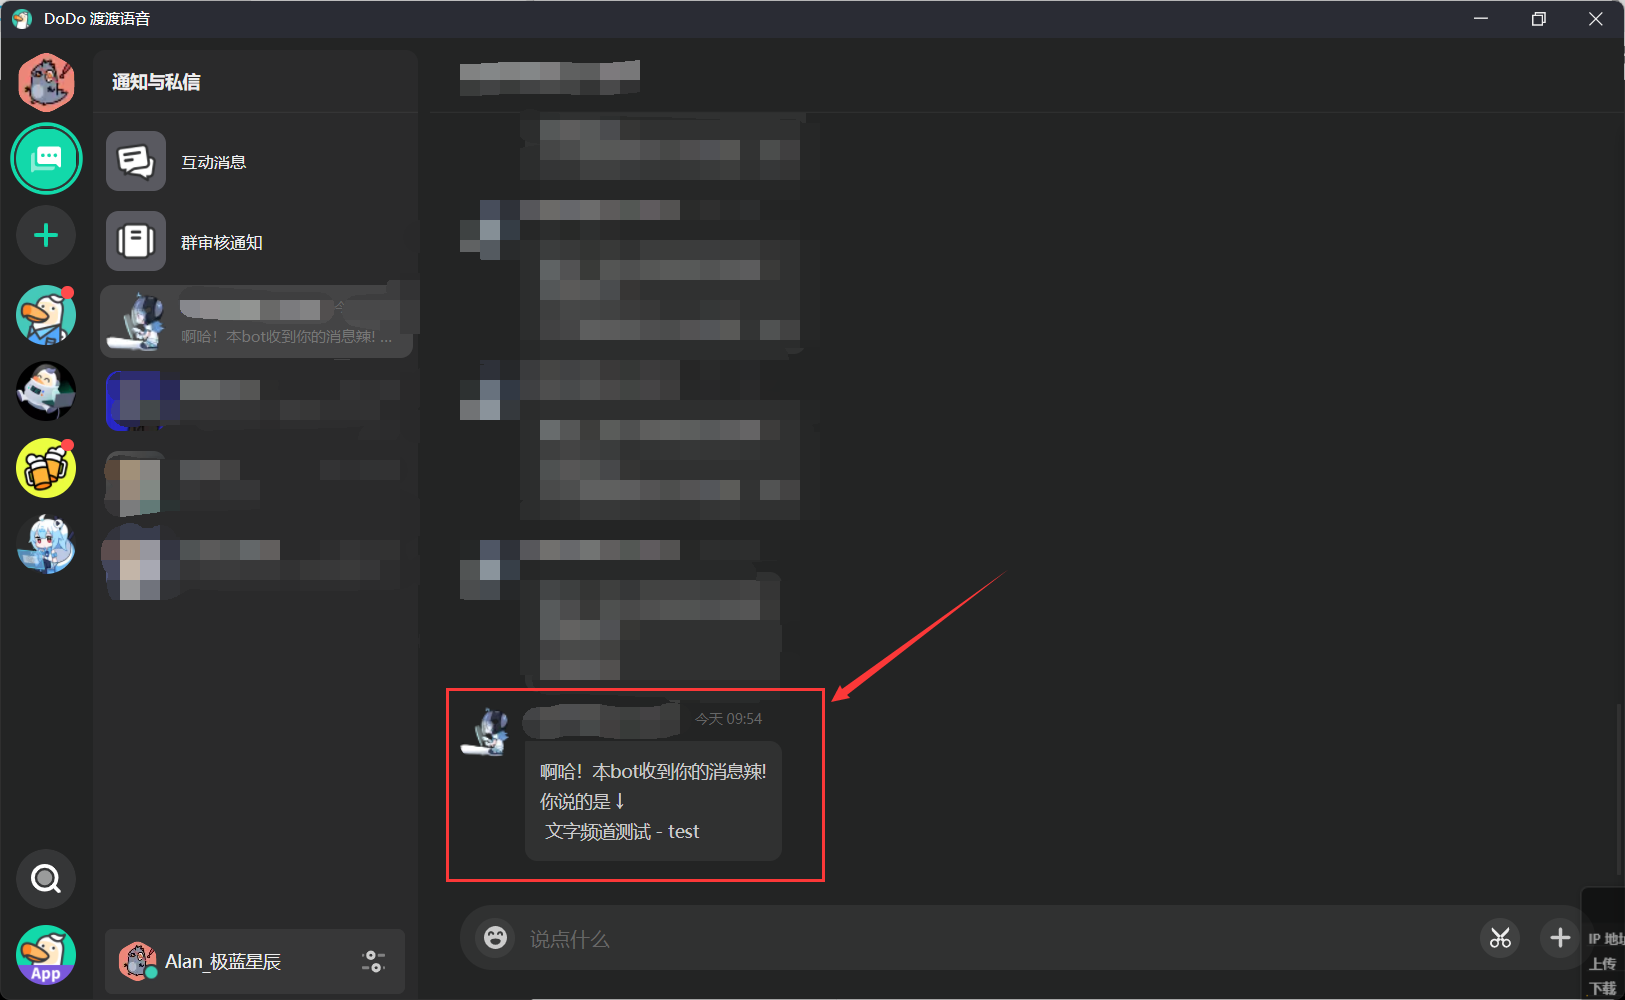 DoDo 渡渡语音
通知与私信
互动消息
群审核通知
啊哈！本bot收到你的消息辣! ...
今天 09:54
啊哈！本bot收到你的消息辣!
你说的是↓
文字频道测试 - test
说点什么
App
Alan_极蓝星辰
IP 地
上传
下载